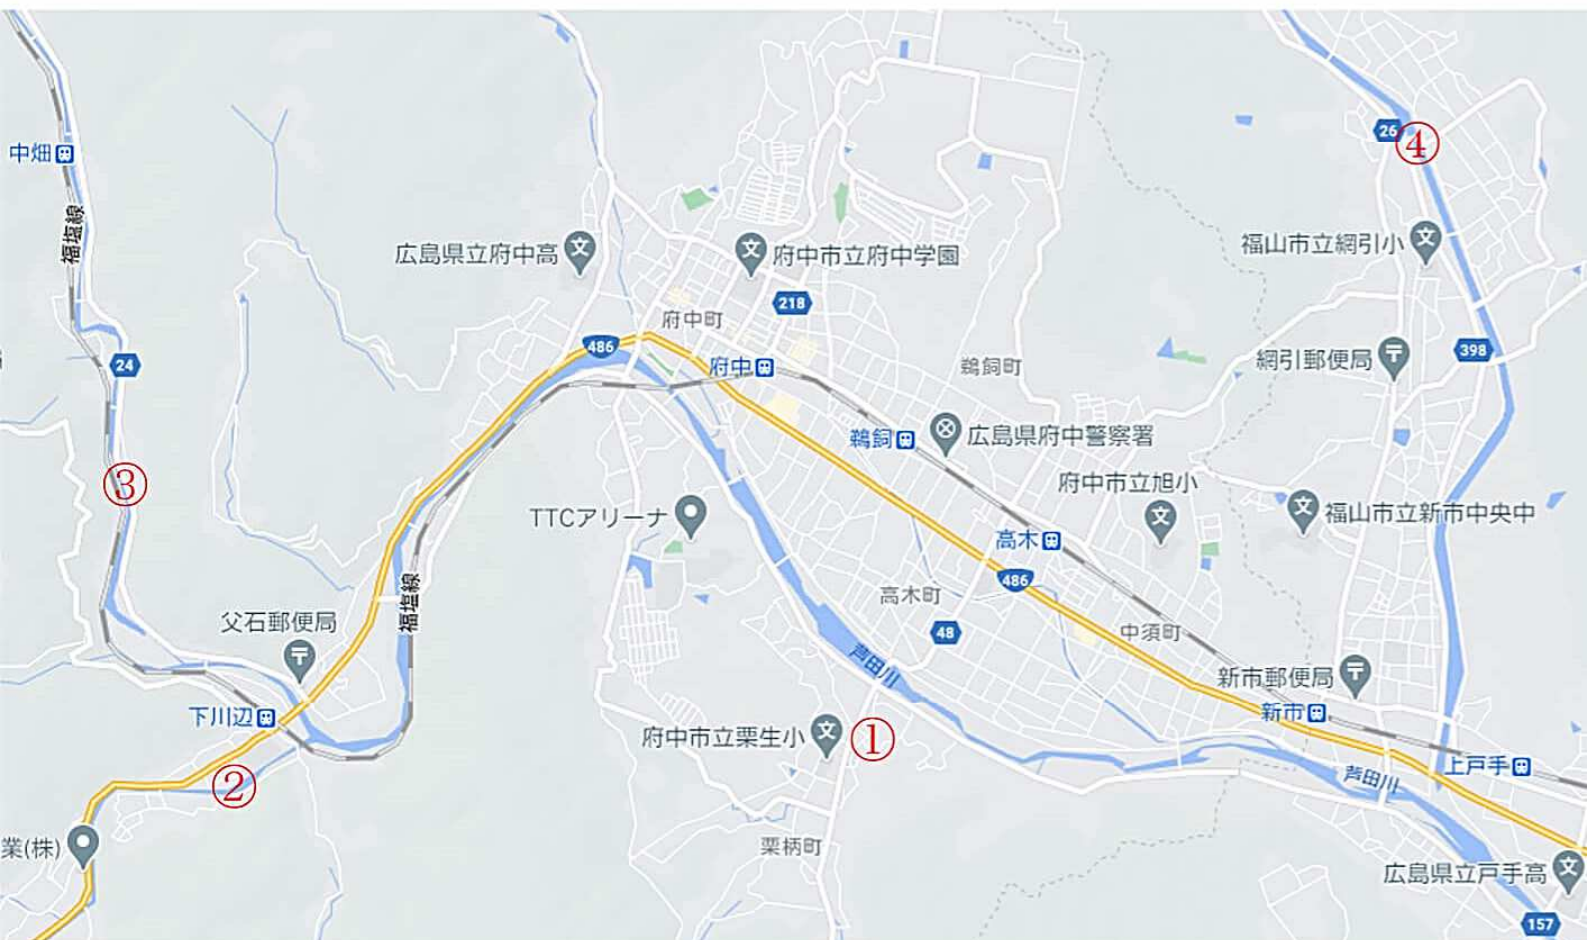 26
④
中畑
福塩線
福山市立網引小
広島県立府中高
府中市立府中学園
218
府中町
486
398
24
府中
鵜飼町
網引郵便局
鵜飼
広島県府中警察署
③
府中市立旭小
TTCアリーナ
福山市立新市中央中
高木
486
福塩線
高木町
父石郵便局
48
中須町
芦田川
新市郵便局
下川辺
新市
府中市立栗生小
①
上戸手
芦田川
②
業(株)
栗柄町
広島県立戸手高
157